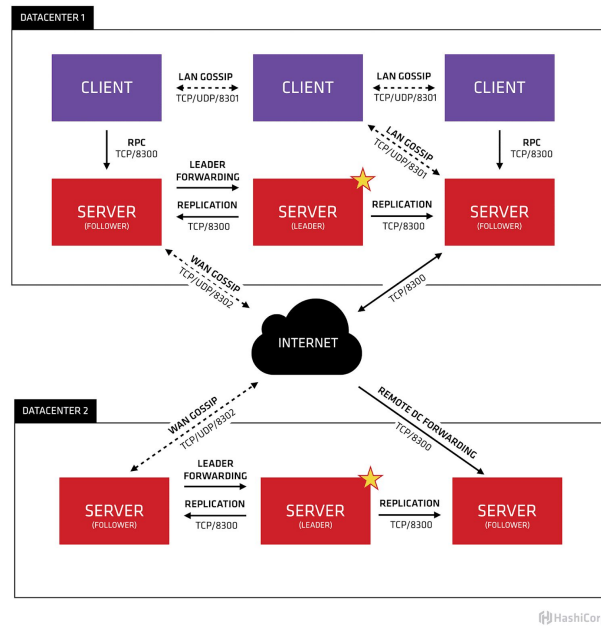 DATACENTER 1
CLIENT
LAN GOSSIP
TCP/UDP/8301
CLIENT
LAN GOSSIP
TCP/UDP/8301
CLIENT
RPC
TCP/8300
LAN GOSSIP
TCP/UDP/8301
RPC
TCP/8300
LEADER
FORWARDING
SERVER
(FOLLOWER)
REPLICATION
TCP/8300
SERVER
(LEADER)
REPLICATION
TCP/8300
SERVER
(FOLLOWER)
WAN GOSSIP
TCP/UDP/8302
TCP/8300
INTERNET
DATACENTER 2
WAN GOSSIP
TCP/UDP/8302
REMOTE DC FORWARDING
TCP/8300
LEADER
FORWARDING
SERVER
(FOLLOWER)
REPLICATION
TCP/8300
SERVER
(LEADER)
REPLICATION
TCP/8300
SERVER
(FOLLOWER)
HashiCor